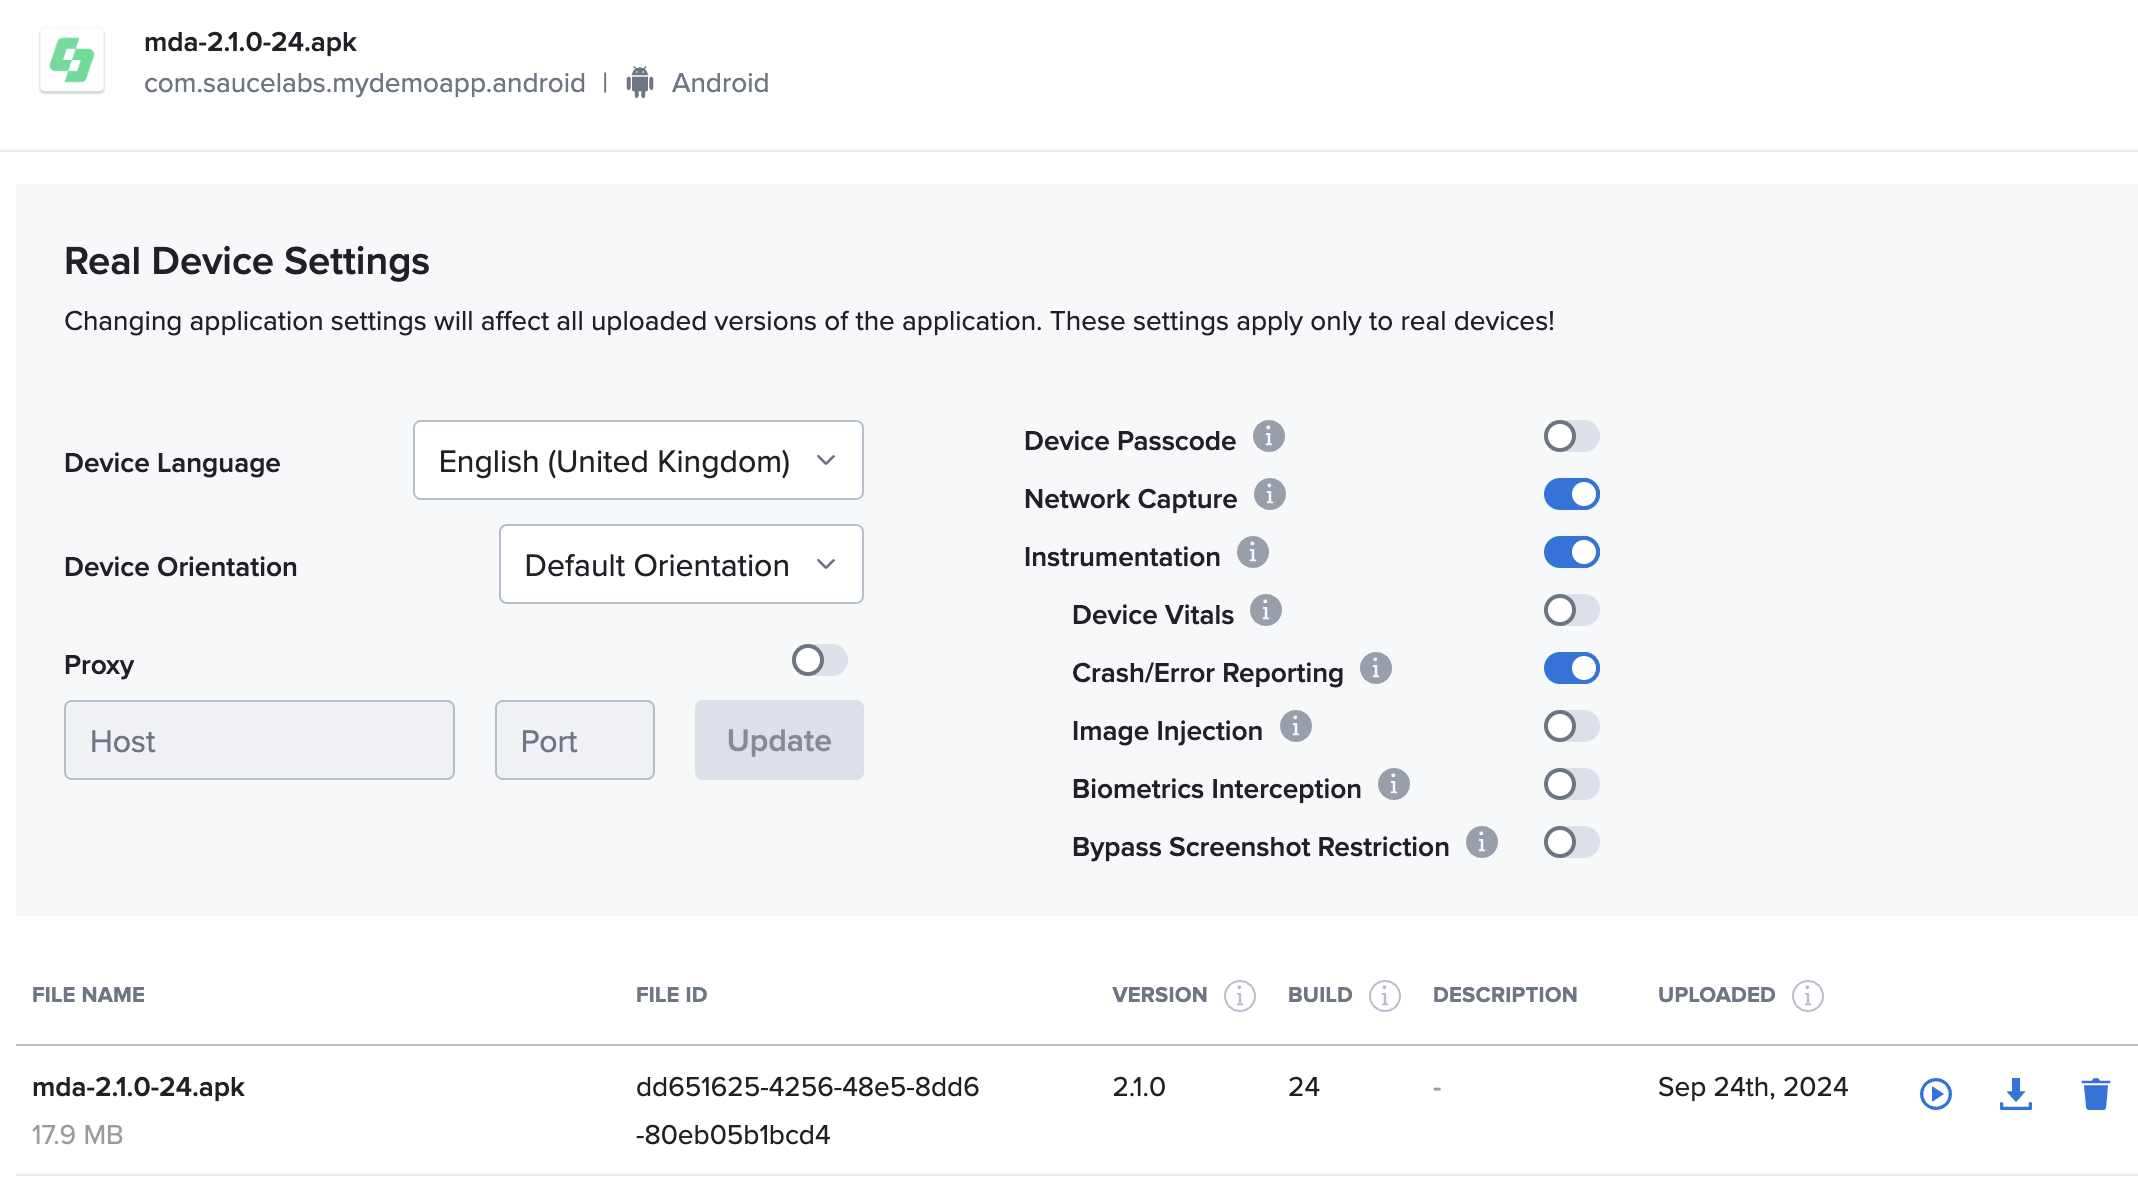 mda-2.1.0-24.apk
com.saucelabs.mydemoapp.android | Android
Real Device Settings
Changing application settings will affect all uploaded versions of the application. These settings apply only to real devices!
Device Language
English (United Kingdom)
Device Orientation
Default Orientation
Proxy
Host
Port
Update
Device Passcode
Network Capture
Instrumentation
Device Vitals
Crash/Error Reporting
Image Injection
Biometrics Interception
Bypass Screenshot Restriction
FILE NAME FILE ID VERSION BUILD DESCRIPTION UPLOADED
mda-2.1.0-24.apk dd651625-4256-48e5-8dd6 2.1.0 24 - Sep 24th, 2024
17.9 MB -80eb05b1bcd4